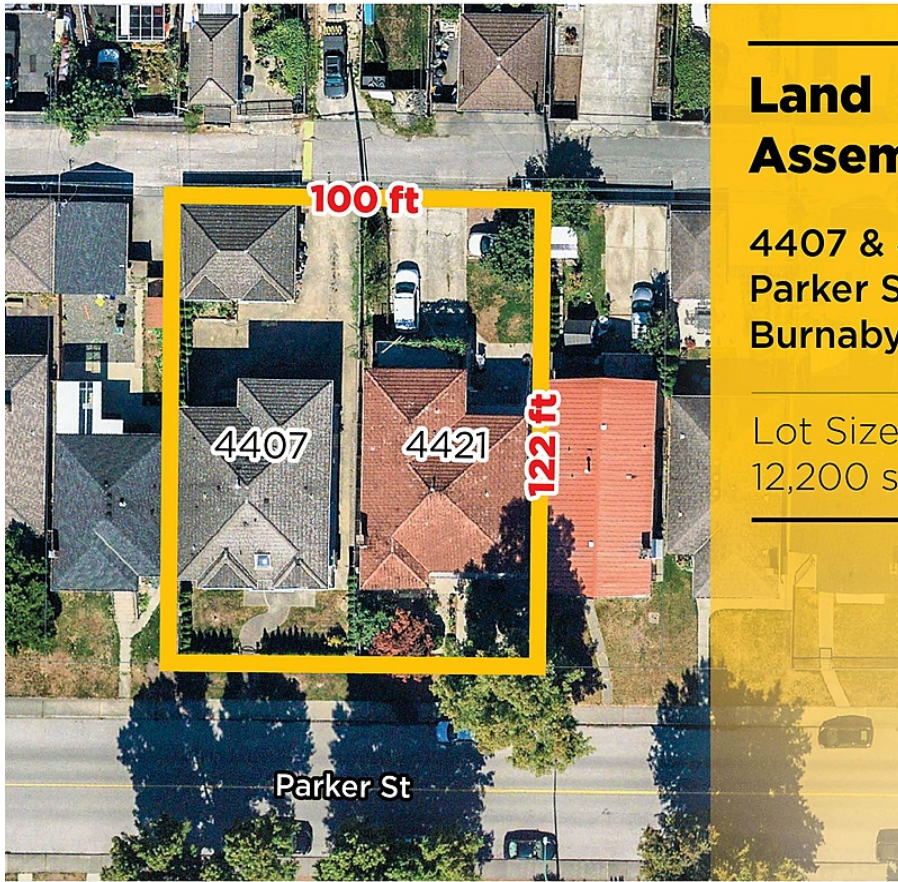 100 ft
4407
4421
122 ft
Parker St
Land
Assem
4407 &
Parker S
Burnaby
Lot Size
12,200 s